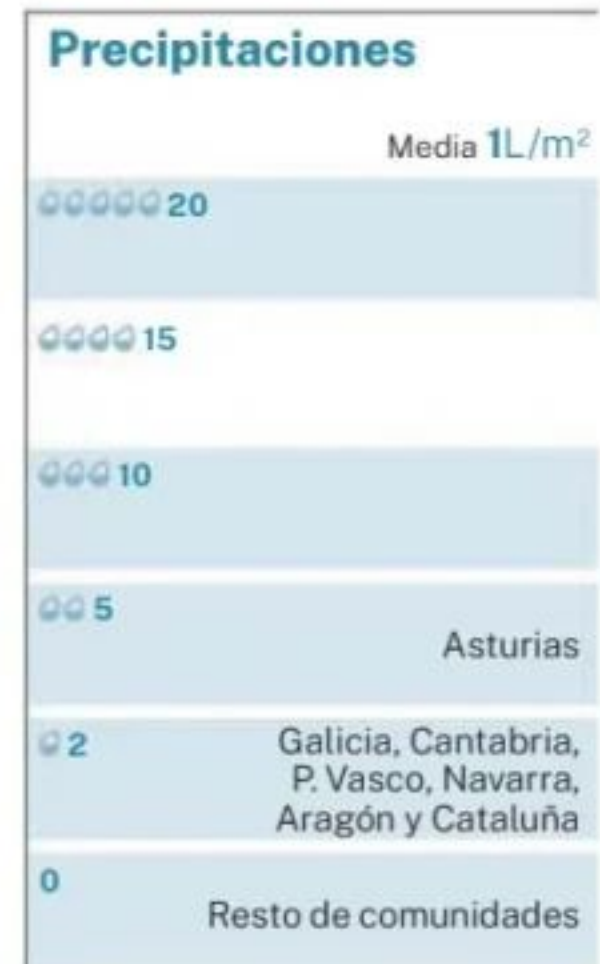 Precipitaciones
Media 1L/m²
20
15
10
5
Asturias
2
Galicia, Cantabria,
P. Vasco, Navarra,
Aragón y Cataluña
0
Resto de comunidades